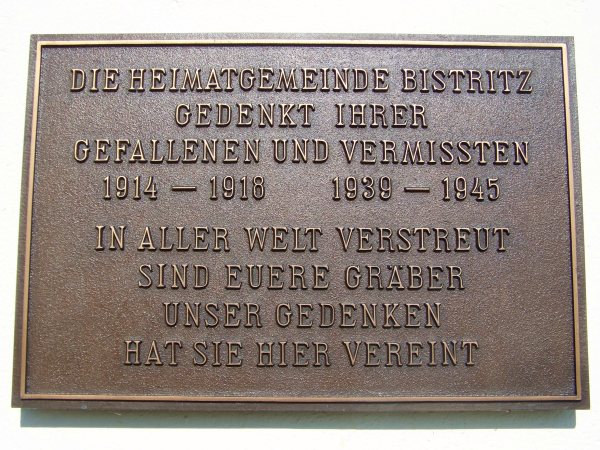 DIE HEIMATGEMEINDE BISTRITZ
GEDENKT IHRER
GEFALLENEN UND VERMISSTEN
1914 — 1918 1939 — 1945
IN ALLER WELT VERSTREUT
SIND EUERE GRÄBER
UNSER GEDENKEN
HAT SIE HIER VEREINT